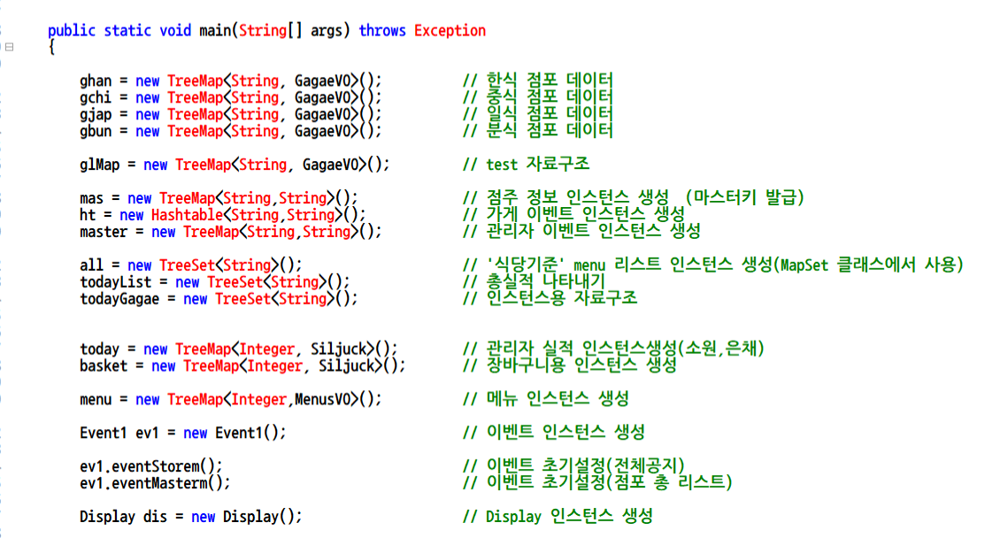 public static void main(String[] args) throws Exception
{
ghan = new TreeMap<String, GagaeVO>(); // 한식 점포 데이터
gchi = new TreeMap<String, GagaeVO>(); // 중식 점포 데이터
gjap = new TreeMap<String, GagaeVO>(); // 일식 점포 데이터
gbun = new TreeMap<String, GagaeVO>(); // 분식 점포 데이터
glMap = new TreeMap<String, GagaeVO>(); // test 자료구조
mas = new TreeMap<String,String>(); // 점주 정보 인스턴스 생성 (마스터키 발급)
ht = new Hashtable<String,String>(); // 가게 이벤트 인스턴스 생성
master = new TreeMap<String,String>(); // 관리자 이벤트 인스턴스 생성
all = new TreeSet<String>(); // '식당기준' menu 리스트 인스턴스 생성(MapSet 클래스에서 사용)
todayList = new TreeSet<String>(); // 총실적 나타내기
todayGagae = new TreeSet<String>(); // 인스턴스용 자료구조
today = new TreeMap<Integer, Siljuck>(); // 관리자 실적 인스턴스생성(소원,은채)
basket = new TreeMap<Integer, Siljuck>(); // 장바구니용 인스턴스 생성
menu = new TreeMap<Integer,MenusVO>(); // 메뉴 인스턴스 생성
Event1 ev1 = new Event1(); // 이벤트 인스턴스 생성
ev1.eventStorem(); // 이벤트 초기설정(전체공지)
ev1.eventMasterm(); // 이벤트 초기설정(점포 총 리스트)
Display dis = new Display(); // Display 인스턴스 생성